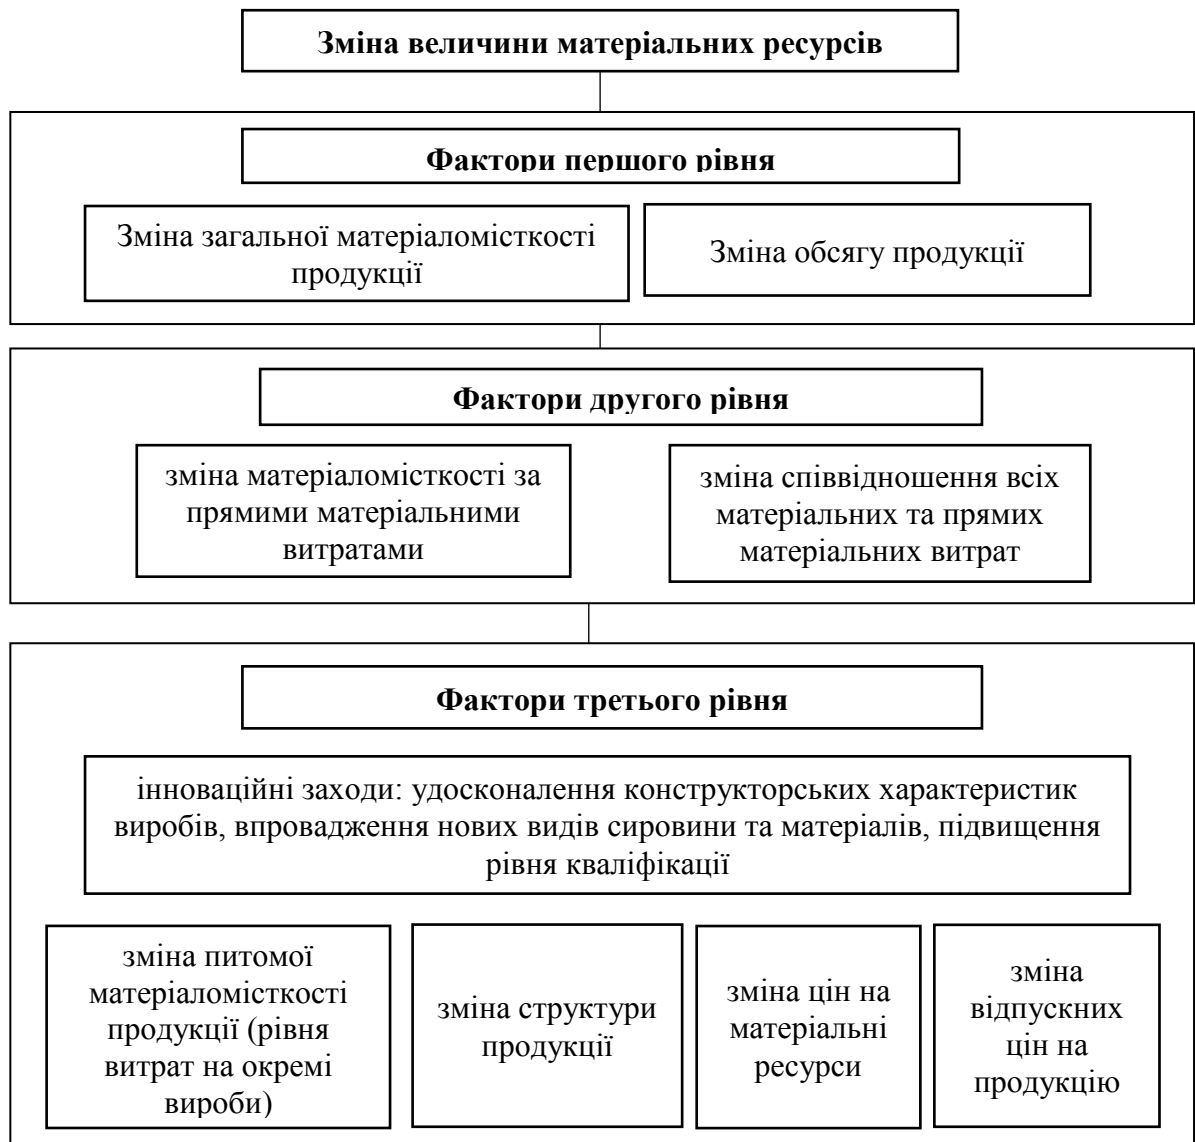 Зміна величини матеріальних ресурсів
Фактори першого рівня
Зміна загальної матеріаломісткості
продукції
Зміна обсягу продукції
Фактори другого рівня
зміна матеріаломісткості за
прямими матеріальними
витратами
зміна співвідношення всіх
матеріальних та прямих
матеріальних витрат
Фактори третього рівня
інноваційні заходи: удосконалення конструкторських характеристик
виробів, впровадження нових видів сировини та матеріалів, підвищення
рівня кваліфікації
зміна питомої
матеріаломісткості
продукції (рівня
витрат на окремі
вироби)
зміна структури
продукції
зміна цін на
матеріальні
ресурси
зміна
відпускних
цін на
продукцію